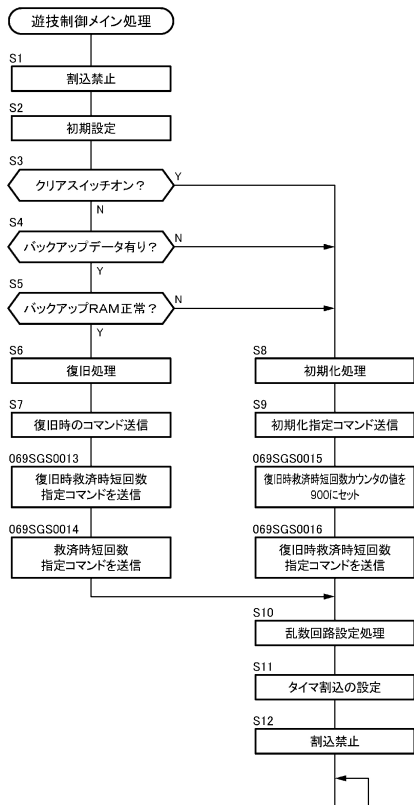 遊技制御メイン処理
S1
割込禁止
S2
初期設定
S3
クリアスイッチオン？
Y
N
S4
バックアップデータ有り？
N
Y
S5
バックアップRAM正常？
N
Y
S6
復旧処理
S7
復旧時のコマンド送信
069SGS0013
復旧時救済時短回数
指定コマンドを送信
069SGS0014
救済時短回数
指定コマンドを送信
S8
初期化処理
S9
初期化指定コマンド送信
069SGS0015
復旧時救済時短回数カウンタの値を
900にセット
069SGS0016
復旧時救済時短回数
指定コマンドを送信
S10
乱数回路設定処理
S11
タイマ割込の設定
S12
割込禁止